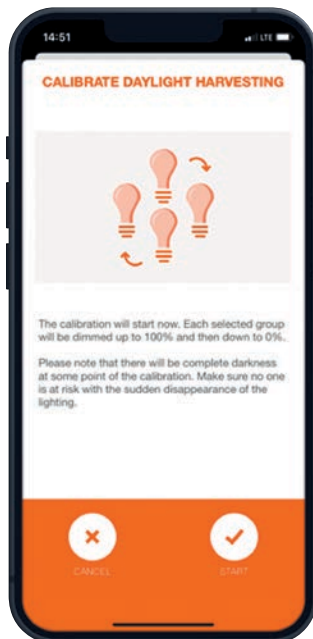 14:51
LTE
CALIBRATE DAYLIGHT HARVESTING
The calibration will start now. Each selected group
will be dimmed up to 100% and then down to 0%.
Please note that there will be complete darkness
at some point of the calibration. Make sure no one
is at risk with the sudden disappearance of the
lighting.
CANCEL
START